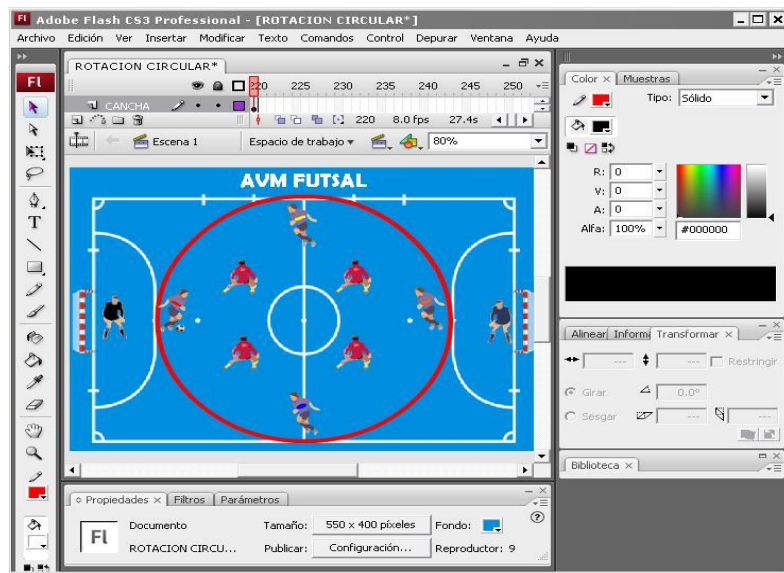 Adobe Flash CS3 Professional - [ROTACION CIRCULAR*]
Archivo Edición Ver Insertar Modificar Texto Comandos Control Depurar Ventana Ayuda
ROTACION CIRCULAR*
220 225 230 235 240 245 250
CANCHA
220 8.0 fps 27.4s
Escena 1 Espacio de trabajo 80%
AVM FUTSAL
Propiedades × Filtros Parámetros
Fl
Documento Tamaño: 550 x 400 píxeles Fondo:
ROTACION CIRCU... Publicar: Configuración... Reproductor: 9
Fl
T
Color × Muestras
Tipo: Sólido
R: 0
V: 0
A: 0
Alfa: 100% #000000
Alinear Inform Transformar ×
--- --- Restringir
Girar 0.0°
Sesgar --- ---
Biblioteca ×